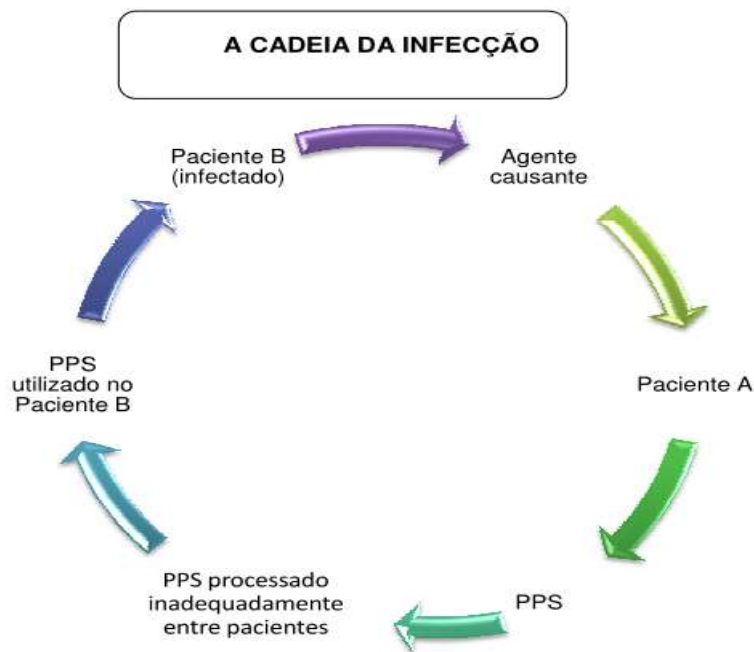 A CADEIA DA INFECÇÃO
Paciente B
(infectado)
Agente
causante
Paciente A
PPS
PPS processado
inadequadamente
entre pacientes
PPS
utilizado no
Paciente B